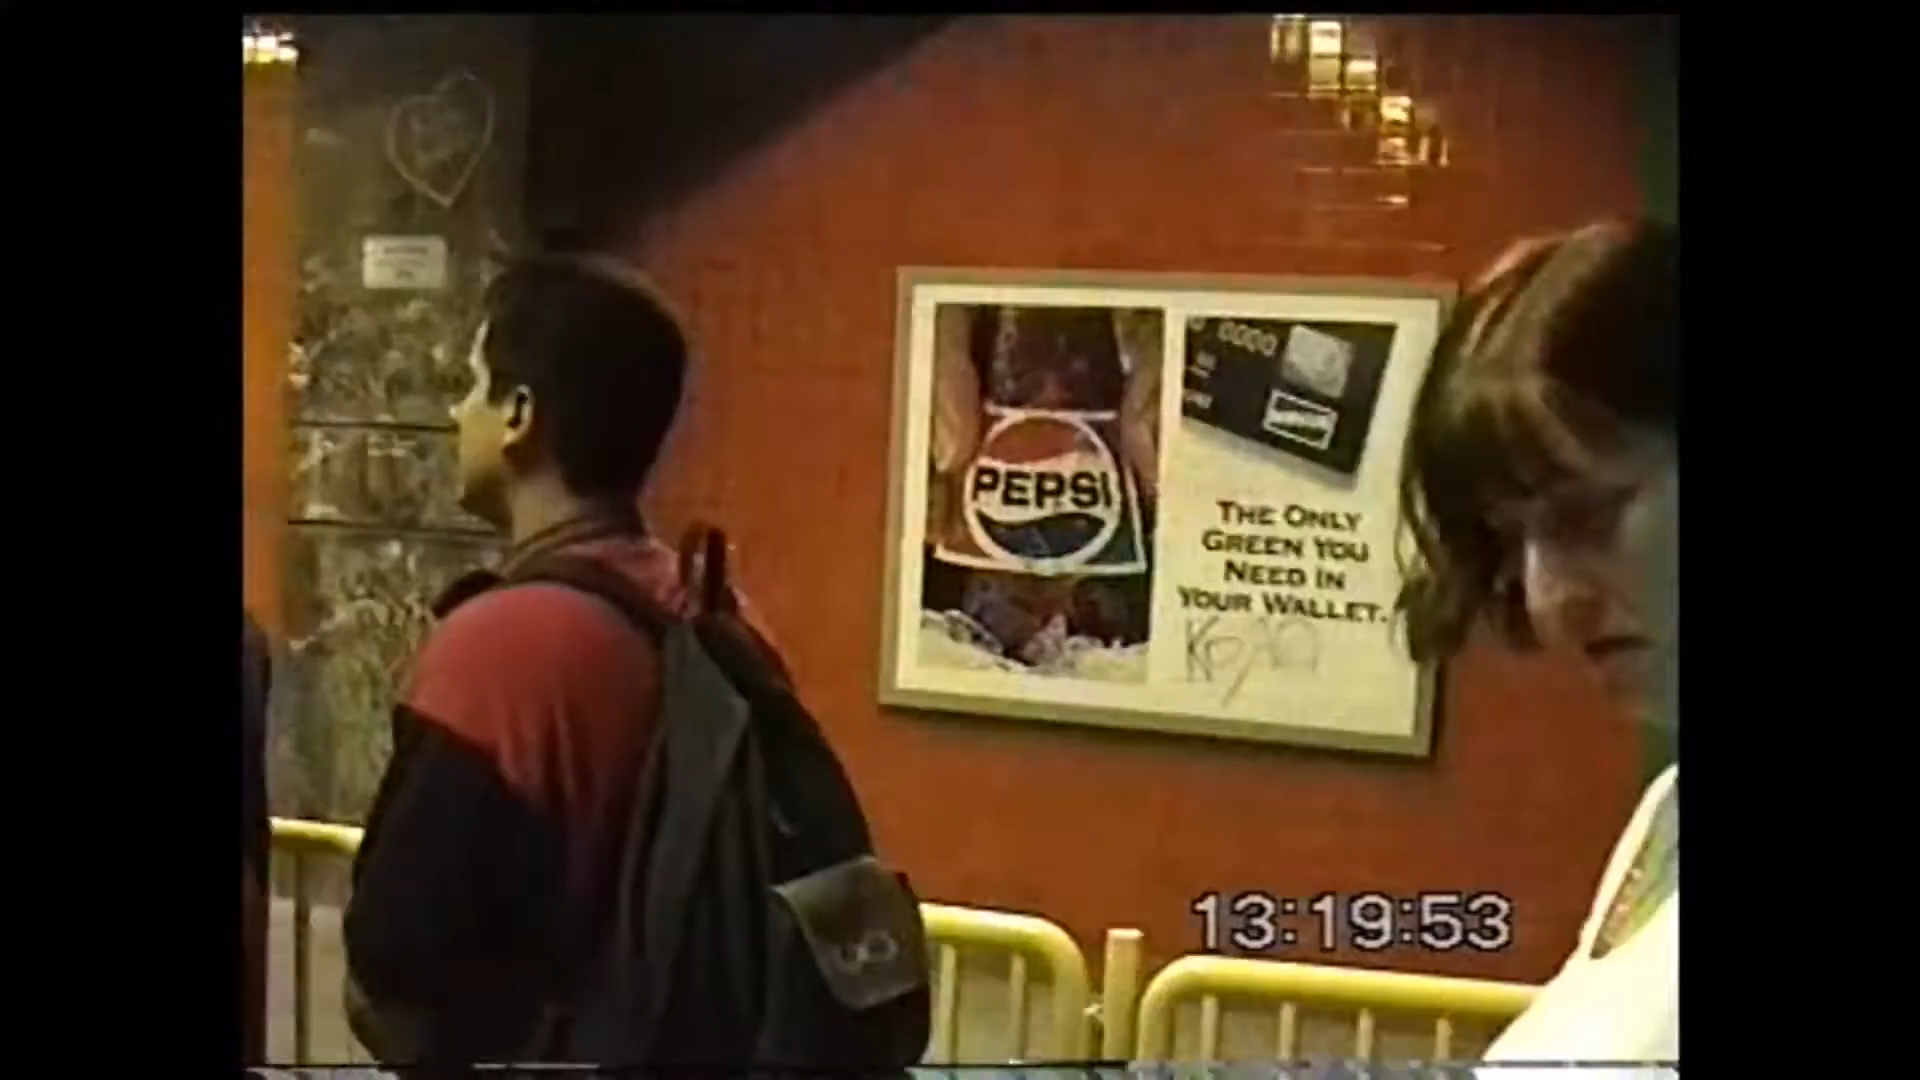 PEPSI
THE ONLY
GREEN YOU
NEED IN
YOUR WALLET.
13:19:53